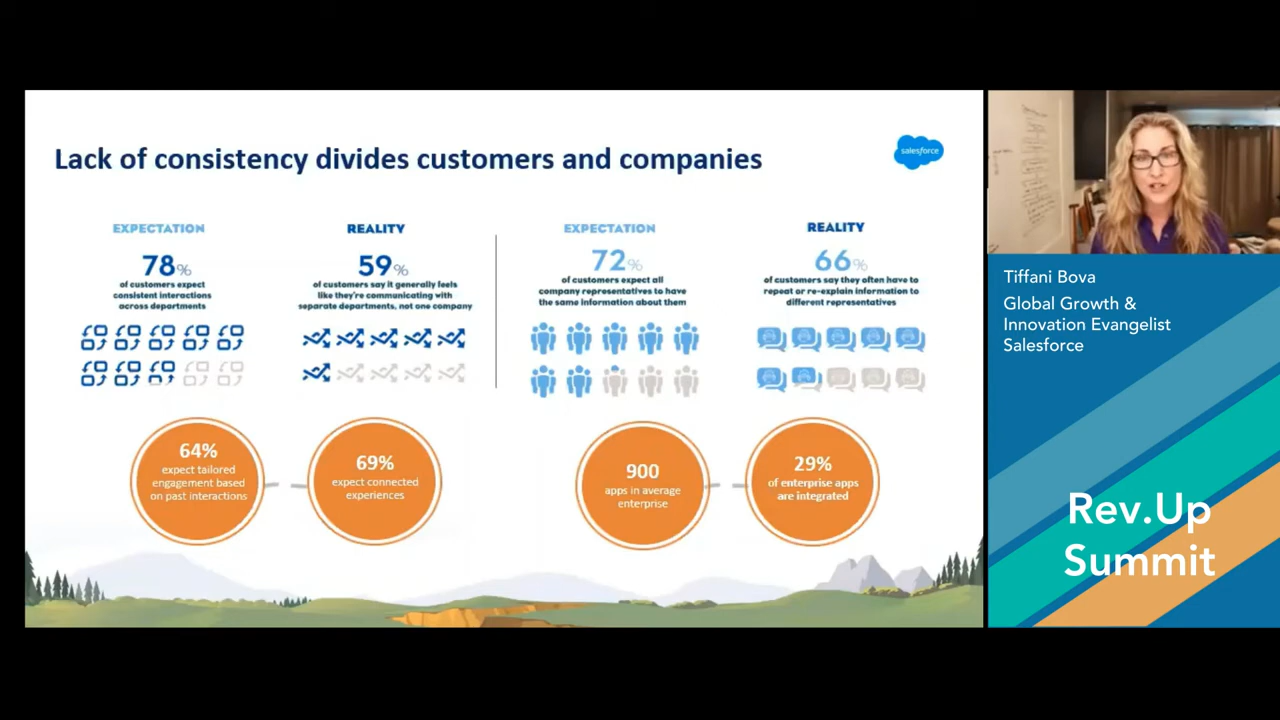 Lack of consistency divides customers and companies
salesforce
EXPECTATION
78%
of customers expect
consistent interactions
across departments
REALITY
59%
of customers say it generally feels
like they're communicating with
separate departments, not one company
EXPECTATION
72%
of customers expect all
company representatives to have
the same information about them
REALITY
66%
of customers say they often have to
repeat or re-explain information to
different representatives
64%
expect tailored
engagement based
on past interactions
69%
expect connected
experiences
900
apps in average
enterprise
29%
of enterprise apps
are integrated
Tiffani Bova
Global Growth &
Innovation Evangelist
Salesforce
Rev.Up
Summit